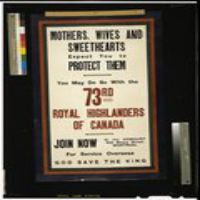 MOTHERS, WIVES AND
SWEETHEARTS
Expect You to
PROTECT THEM
You May Do So With the
73RD
ROYAL HIGHLANDERS
OF CANADA
JOIN NOW
For Service Overseas
GOD SAVE THE KING